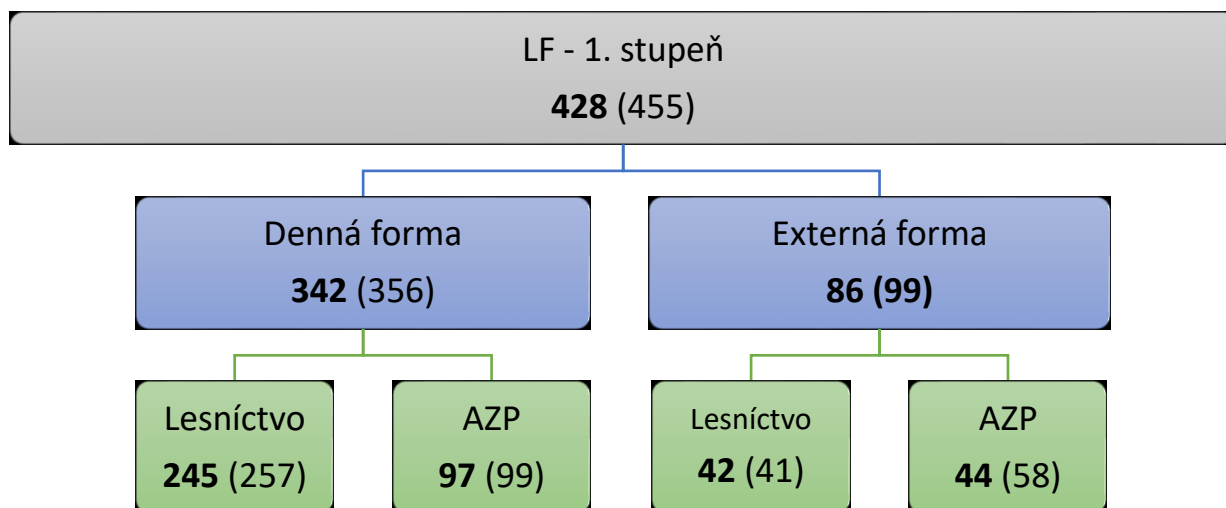 LF - 1. stupeň
428 (455)
Denná forma
342 (356)
Externá forma
86 (99)
Lesníctvo
245 (257)
AZP
97 (99)
Lesníctvo
42 (41)
AZP
44 (58)